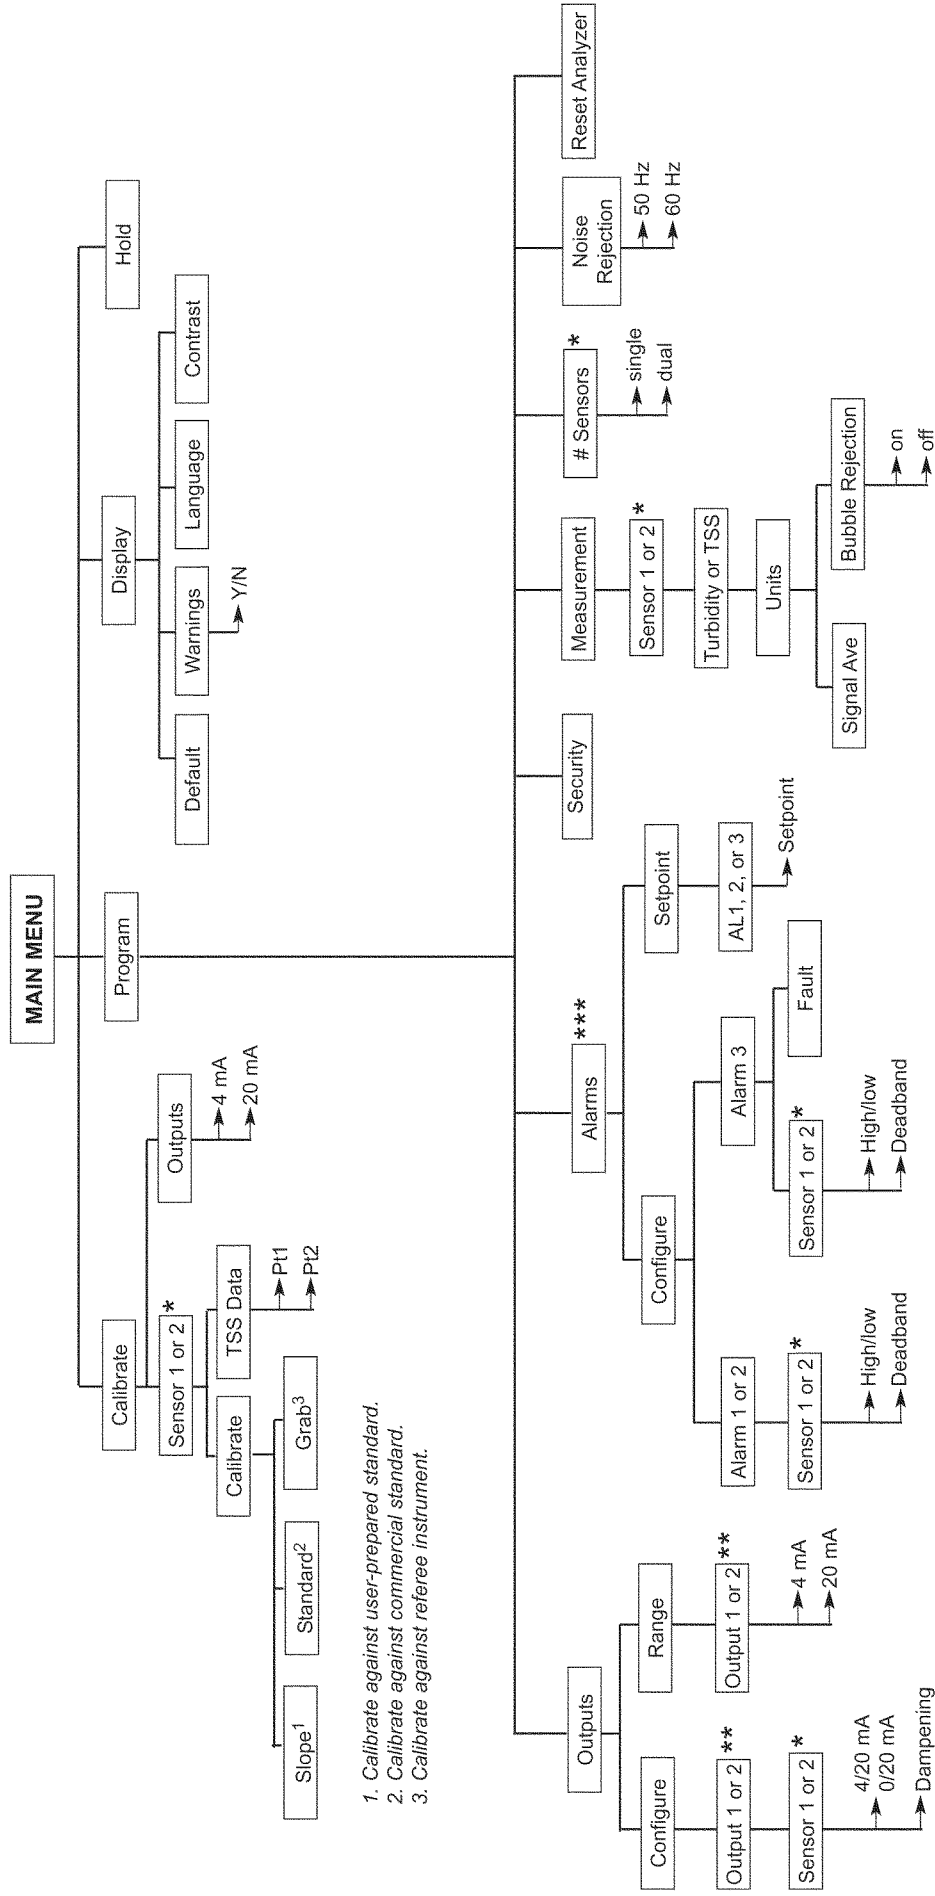 MAIN MENU
Calibrate
Program
Display
Hold
Sensor 1 or 2 *
Outputs
4 mA
20 mA
Calibrate
TSS Data
Pt1
Pt2
Slope1
Standard2
Grab3
1. Calibrate against user-prepared standard.
2. Calibrate against commercial standard.
3. Calibrate against referee instrument.
Default
Warnings
Language
Contrast
Y/N
Outputs
Alarms ***
Security
Measurement
# Sensors *
Noise
Rejection
Reset Analyzer
Configure
Range
Output 1 or 2 **
Output 1 or 2 **
Sensor 1 or 2 *
4/20 mA
0/20 mA
Dampening
4 mA
20 mA
Configure
Setpoint
Alarm 1 or 2
Alarm 3
AL1, 2, or 3
Setpoint
Sensor 1 or 2 *
High/low
Deadband
Sensor 1 or 2 *
Fault
High/low
Deadband
Sensor 1 or 2 *
Turbidity or TSS
Units
Signal Ave
Bubble Rejection
on
off
single
dual
50 Hz
60 Hz